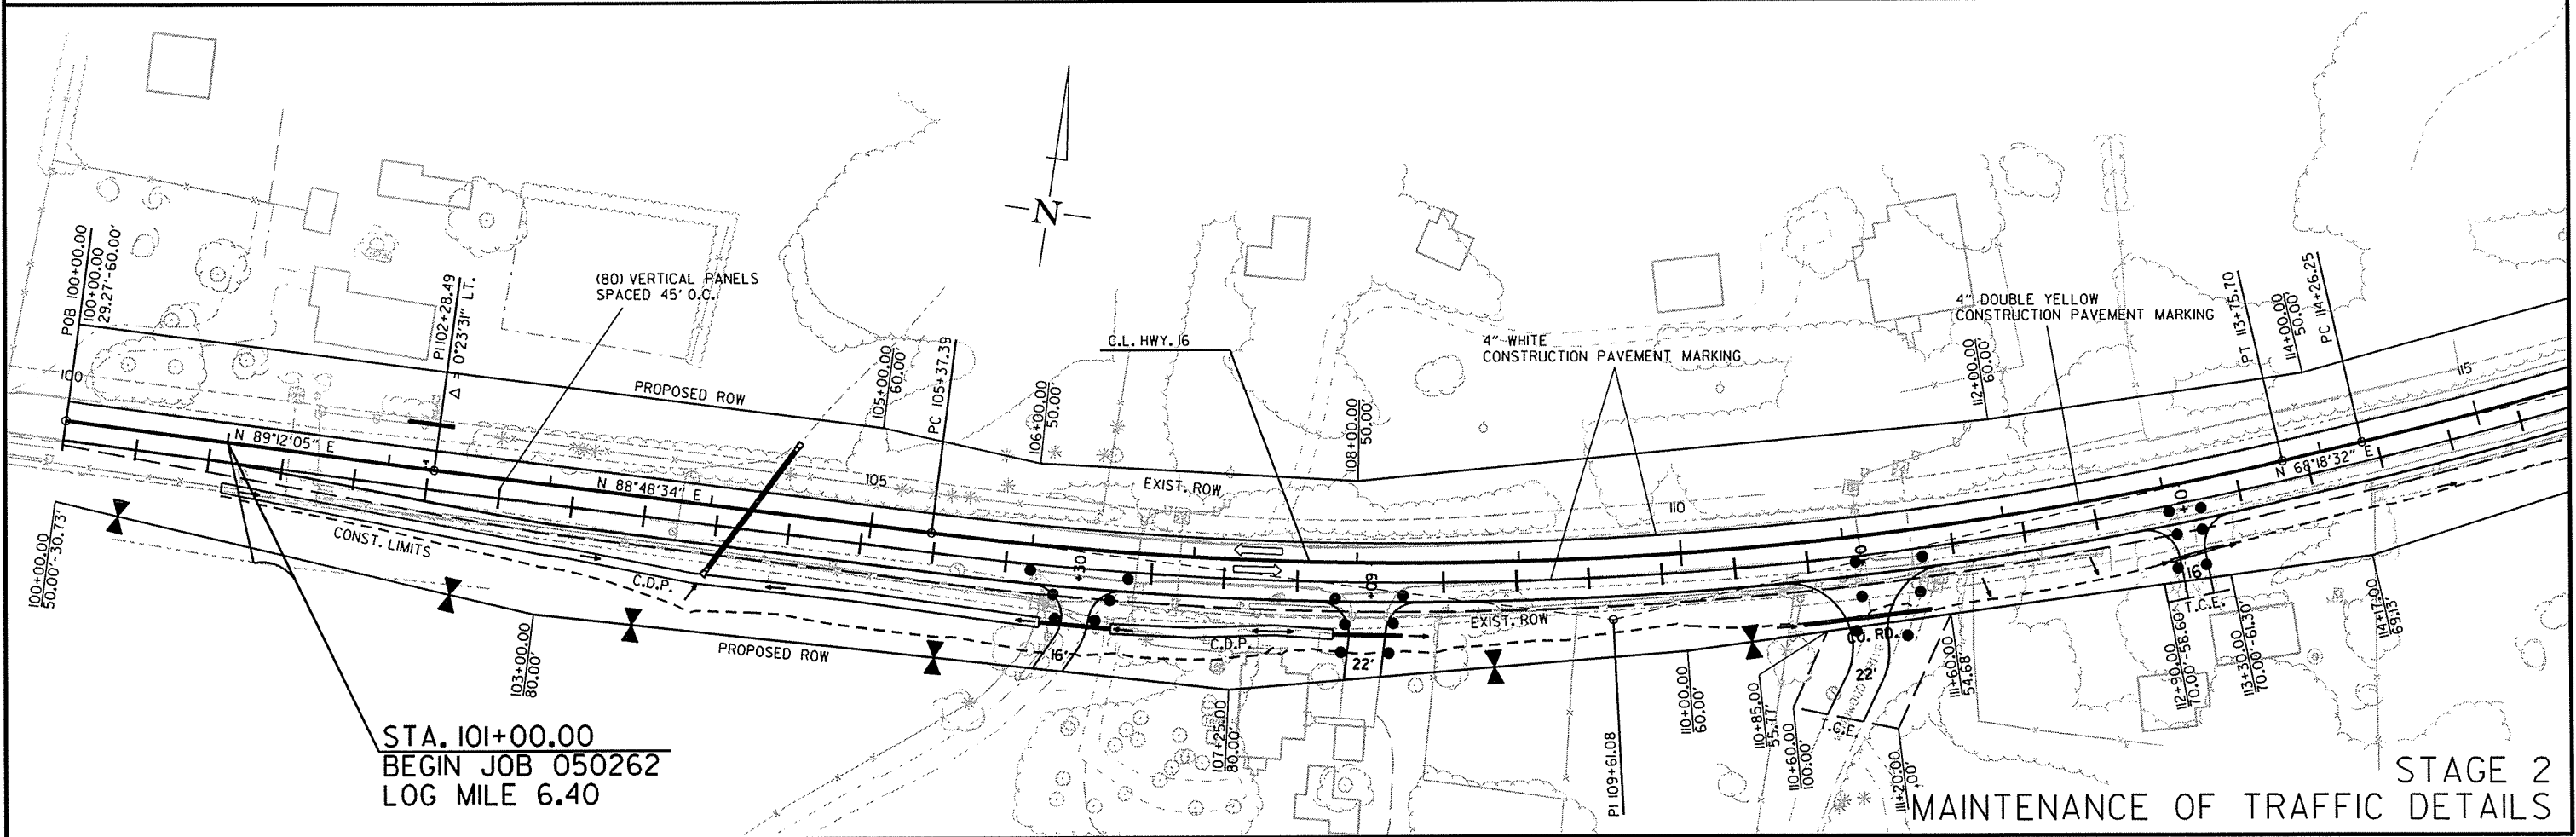 POB 100+00.00
100+00.00
29.27'-60.00'
100
PI 102+28.49
Δ = 0°23'31" LT.
(80) VERTICAL PANELS
SPACED 45' O.C.
N
PROPOSED ROW
105+00.00
60.00'
PC 105+37.39
106+00.00
50.00'
C.L. HWY. 16
108+00.00
50.00'
4" WHITE
CONSTRUCTION PAVEMENT MARKING
4" DOUBLE YELLOW
CONSTRUCTION PAVEMENT MARKING
112+00.00
60.00'
PT 113+75.70
114+00.00
50.00'
PC 114+26.25
115
N 89°12'05" E
N 88°48'34" E
105
EXIST. ROW
110
N 68°18'32" E
100+00.00
50.00'-30.73'
CONST. LIMITS
C.D.P.
+30
+09
+10
103+00.00
80.00'
PROPOSED ROW
16'
C.D.P.
22'
EXIST. ROW
CO. RD.
22'
16'
T.C.E.
107+25.00
80.00'
PI 109+61.08
110+00.00
60.00'
110+85.00
55.77'
110+60.00
100.00'
T.C.E.
111+20.00
111+60.00
54.68'
112+90.00
70.00'-58.60'
113+30.00
70.00'-61.30'
114+17.00
69.13'
STA. 101+00.00
BEGIN JOB 050262
LOG MILE 6.40
STAGE 2
MAINTENANCE OF TRAFFIC DETAILS